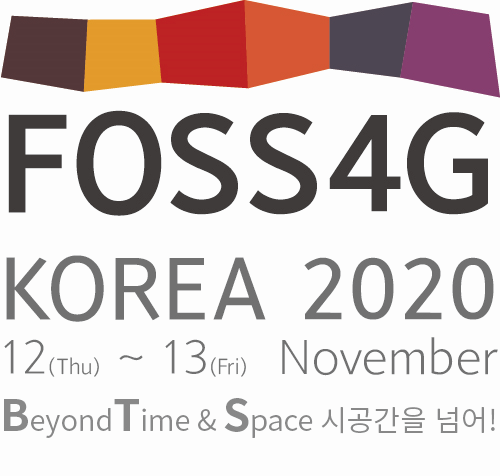 FOSS4G
KOREA 2020
12(Thu) ~ 13(Fri) November
BeyondTime & Space 시공간을 넘어!